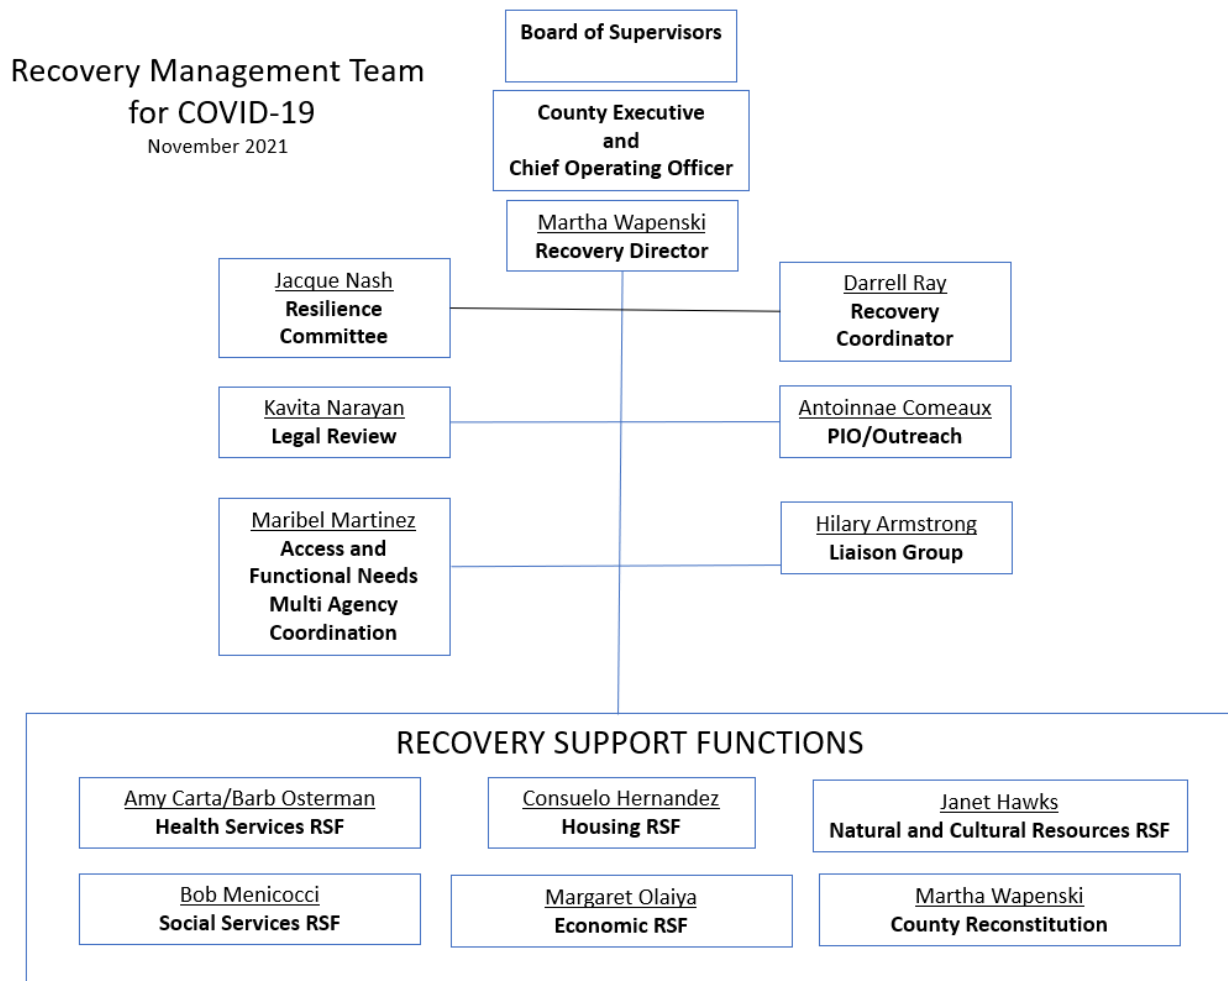 Recovery Management Team
for COVID-19
November 2021
Board of Supervisors
County Executive
and
Chief Operating Officer
Martha Wapenski
Recovery Director
Jacque Nash
Resilience
Committee
Darrell Ray
Recovery
Coordinator
Kavita Narayan
Legal Review
Antoinnae Comeaux
PIO/Outreach
Maribel Martinez
Access and
Functional Needs
Multi Agency
Coordination
Hilary Armstrong
Liaison Group
RECOVERY SUPPORT FUNCTIONS
Amy Carta/Barb Osterman
Health Services RSF
Consuelo Hernandez
Housing RSF
Janet Hawks
Natural and Cultural Resources RSF
Bob Menicocci
Social Services RSF
Margaret Olaiya
Economic RSF
Martha Wapenski
County Reconstitution